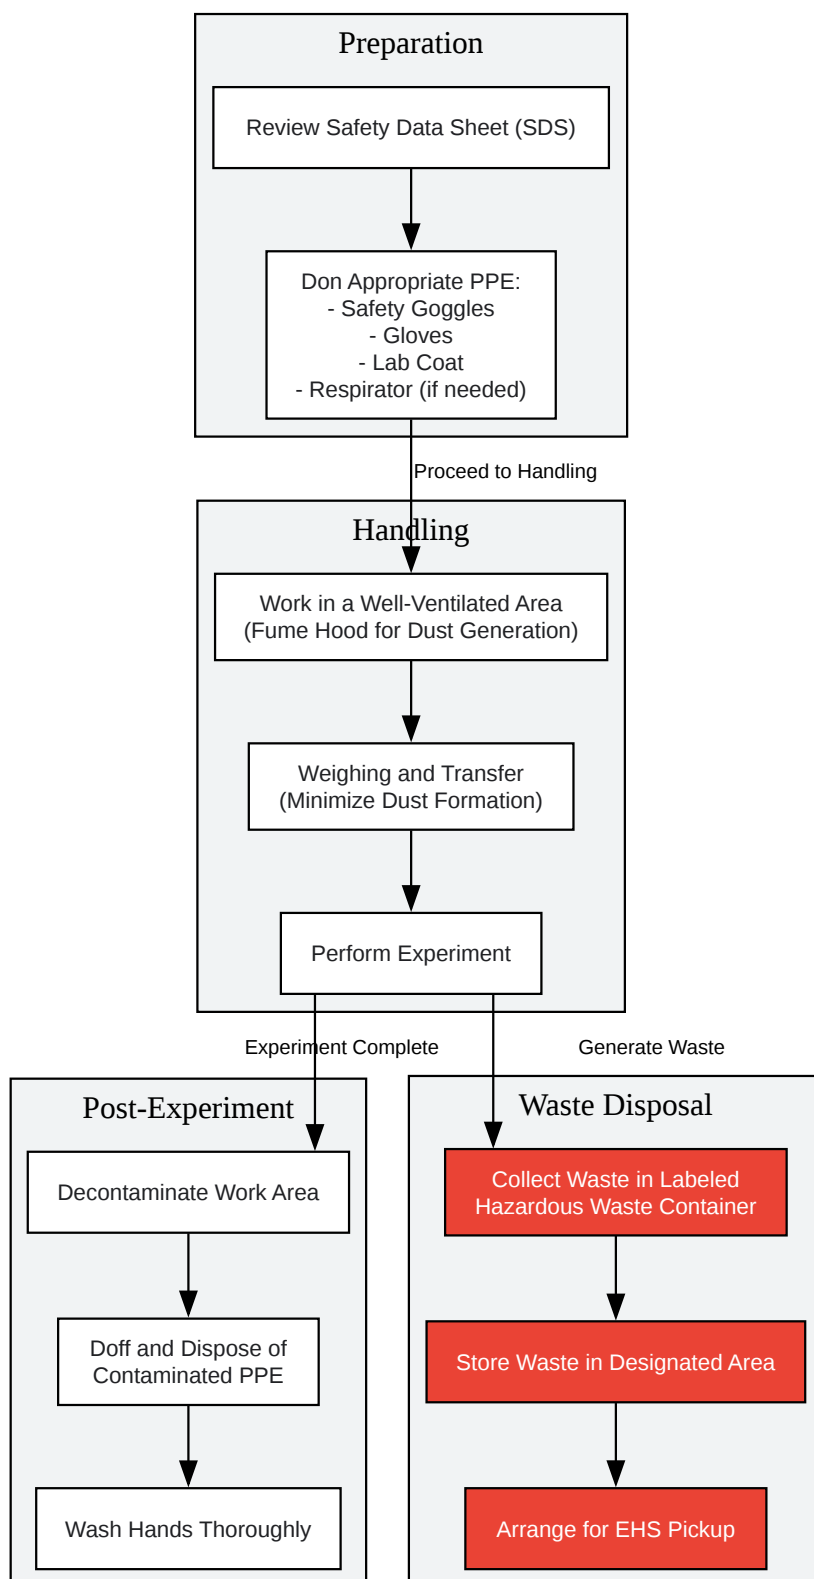 Preparation
Review Safety Data Sheet (SDS)
Don Appropriate PPE:
- Safety Goggles
- Gloves
- Lab Coat
- Respirator (if needed)
Proceed to Handling
Handling
Work in a Well-Ventilated Area
(Fume Hood for Dust Generation)
Weighing and Transfer
(Minimize Dust Formation)
Perform Experiment
Experiment Complete
Generate Waste
Post-Experiment
Decontaminate Work Area
Doff and Dispose of
Contaminated PPE
Wash Hands Thoroughly
Waste Disposal
Collect Waste in Labeled
Hazardous Waste Container
Store Waste in Designated Area
Arrange for EHS Pickup